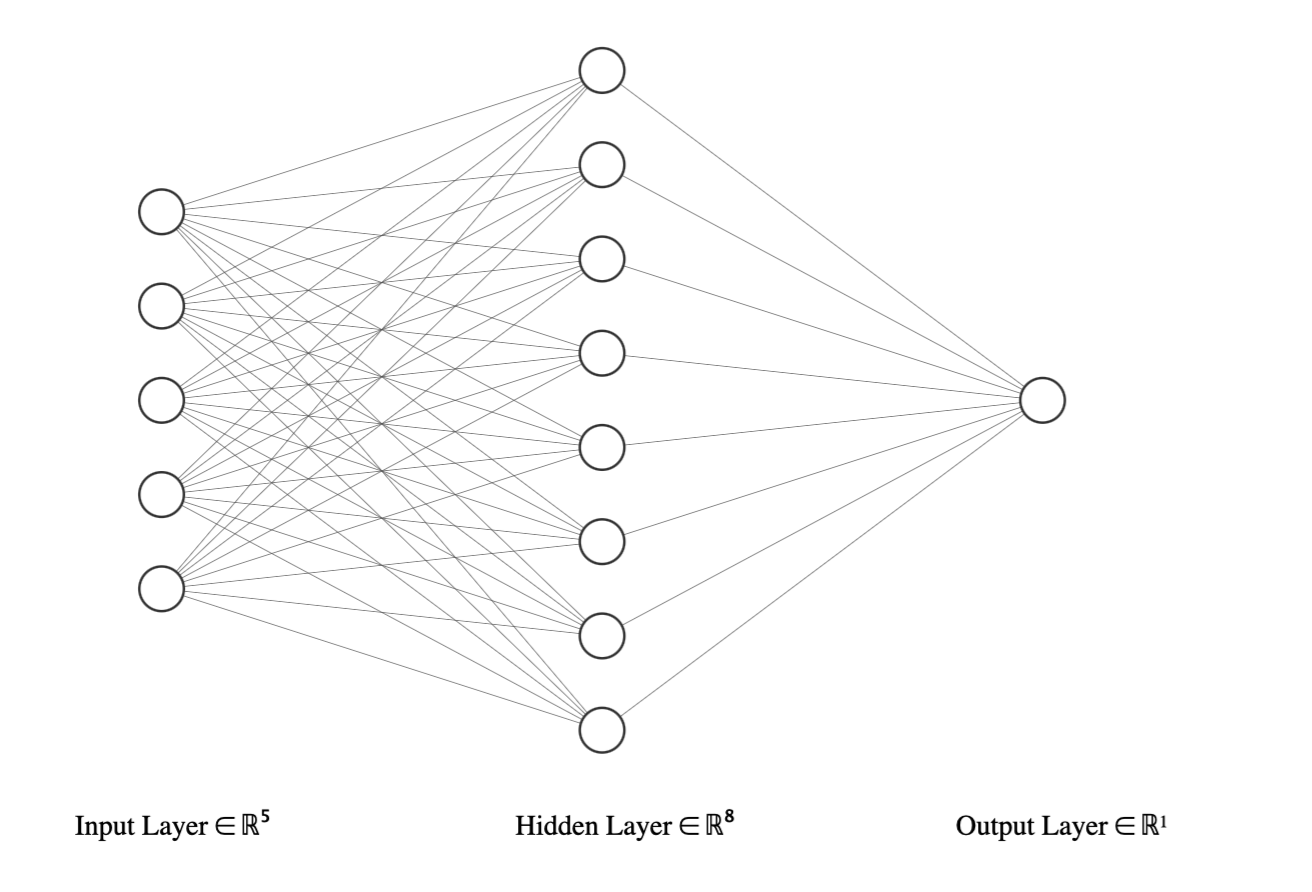 Input Layer ∈ ℝ⁵
Hidden Layer ∈ ℝ⁸
Output Layer ∈ ℝ¹